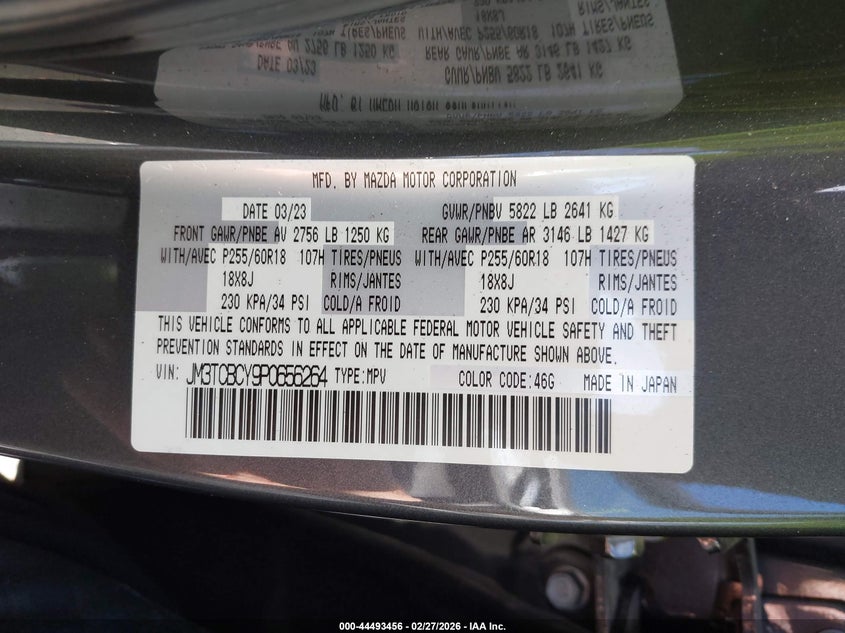 MFD. BY MAZDA MOTOR CORPORATION
DATE 03/23 GVWR/PNBV 5822 LB 2641 KG
FRONT GAWR/PNBE AV 2756 LB 1250 KG REAR GAWR/PNBE AR 3146 LB 1427 KG
WITH/AVEC P255/60R18 107H TIRES/PNEUS WITH/AVEC P255/60R18 107H TIRES/PNEUS
18X8J RIMS/JANTES 18X8J RIMS/JANTES
230 KPA/34 PSI COLD/A FROID 230 KPA/34 PSI COLD/A FROID
THIS VEHICLE CONFORMS TO ALL APPLICABLE FEDERAL MOTOR VEHICLE SAFETY AND THEFT
PREVENTION STANDARDS IN EFFECT ON THE DATE OF MANUFACTURE SHOWN ABOVE.
VIN: JM3TCBCY9P0656264 TYPE:MPV COLOR CODE:46G MADE IN JAPAN
000-44493456 - 02/27/2026 - IAA Inc.